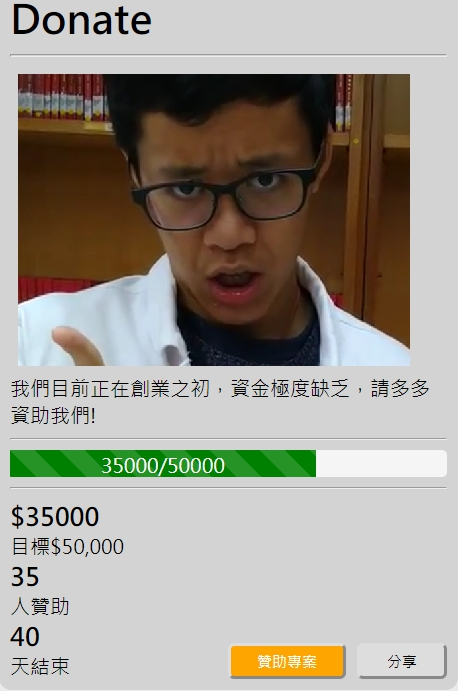 Donate
我們目前正在創業之初，資金極度缺乏，請多多
資助我們!
35000/50000
$35000
目標$50,000
35
人贊助
40
天結束
贊助專案
分享